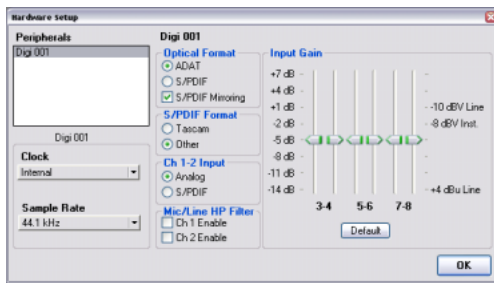 Hardware Setup
Peripherals
Digi 001
Digi 001
Clock
Internal
Sample Rate
44.1 kHz
Digi 001
Optical Format
ADAT
S/PDIF
S/PDIF Mirroring
S/PDIF Format
Tascam
Other
Ch 1-2 Input
Analog
S/PDIF
Mic/Line HP Filter
Ch 1 Enable
Ch 2 Enable
Input Gain
+7 dB
+4 dB
+1 dB
-2 dB
-5 dB
-8 dB
-11 dB
-14 dB
-10 dBV Line
-8 dBV Inst.
+4 dBu Line
3-4 5-6 7-8
Default
OK